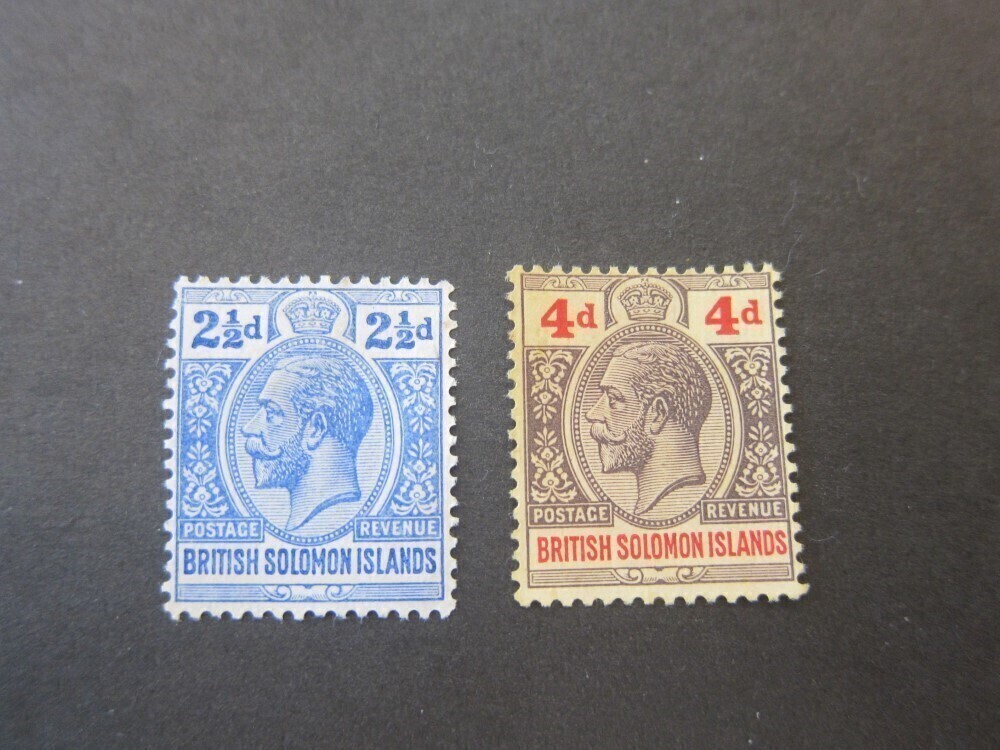 2½d 2½d
POSTAGE REVENUE
BRITISH SOLOMON ISLANDS
4d 4d
POSTAGE REVENUE
BRITISH SOLOMON ISLANDS